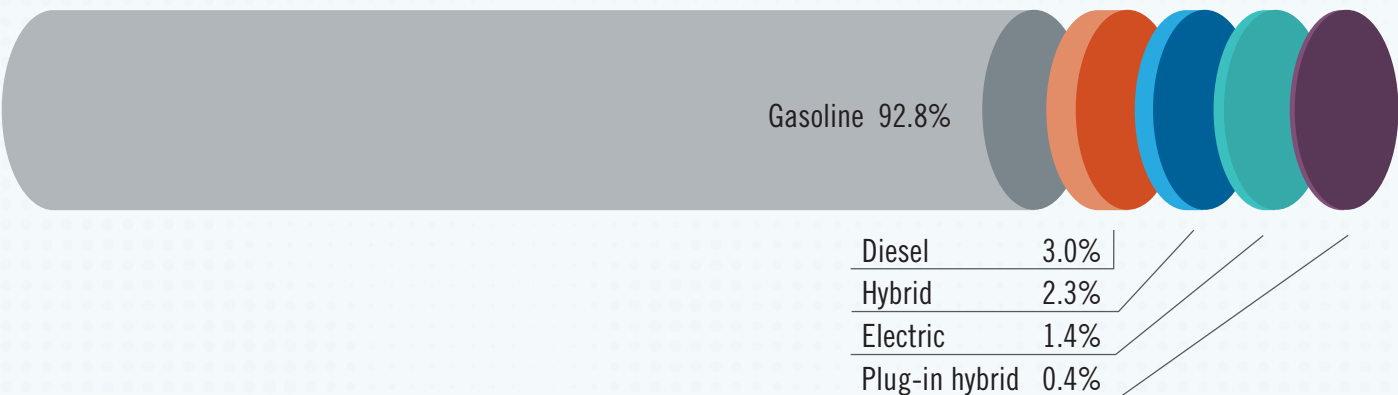 Gasoline 92.8%
Diesel 3.0%
Hybrid 2.3%
Electric 1.4%
Plug-in hybrid 0.4%